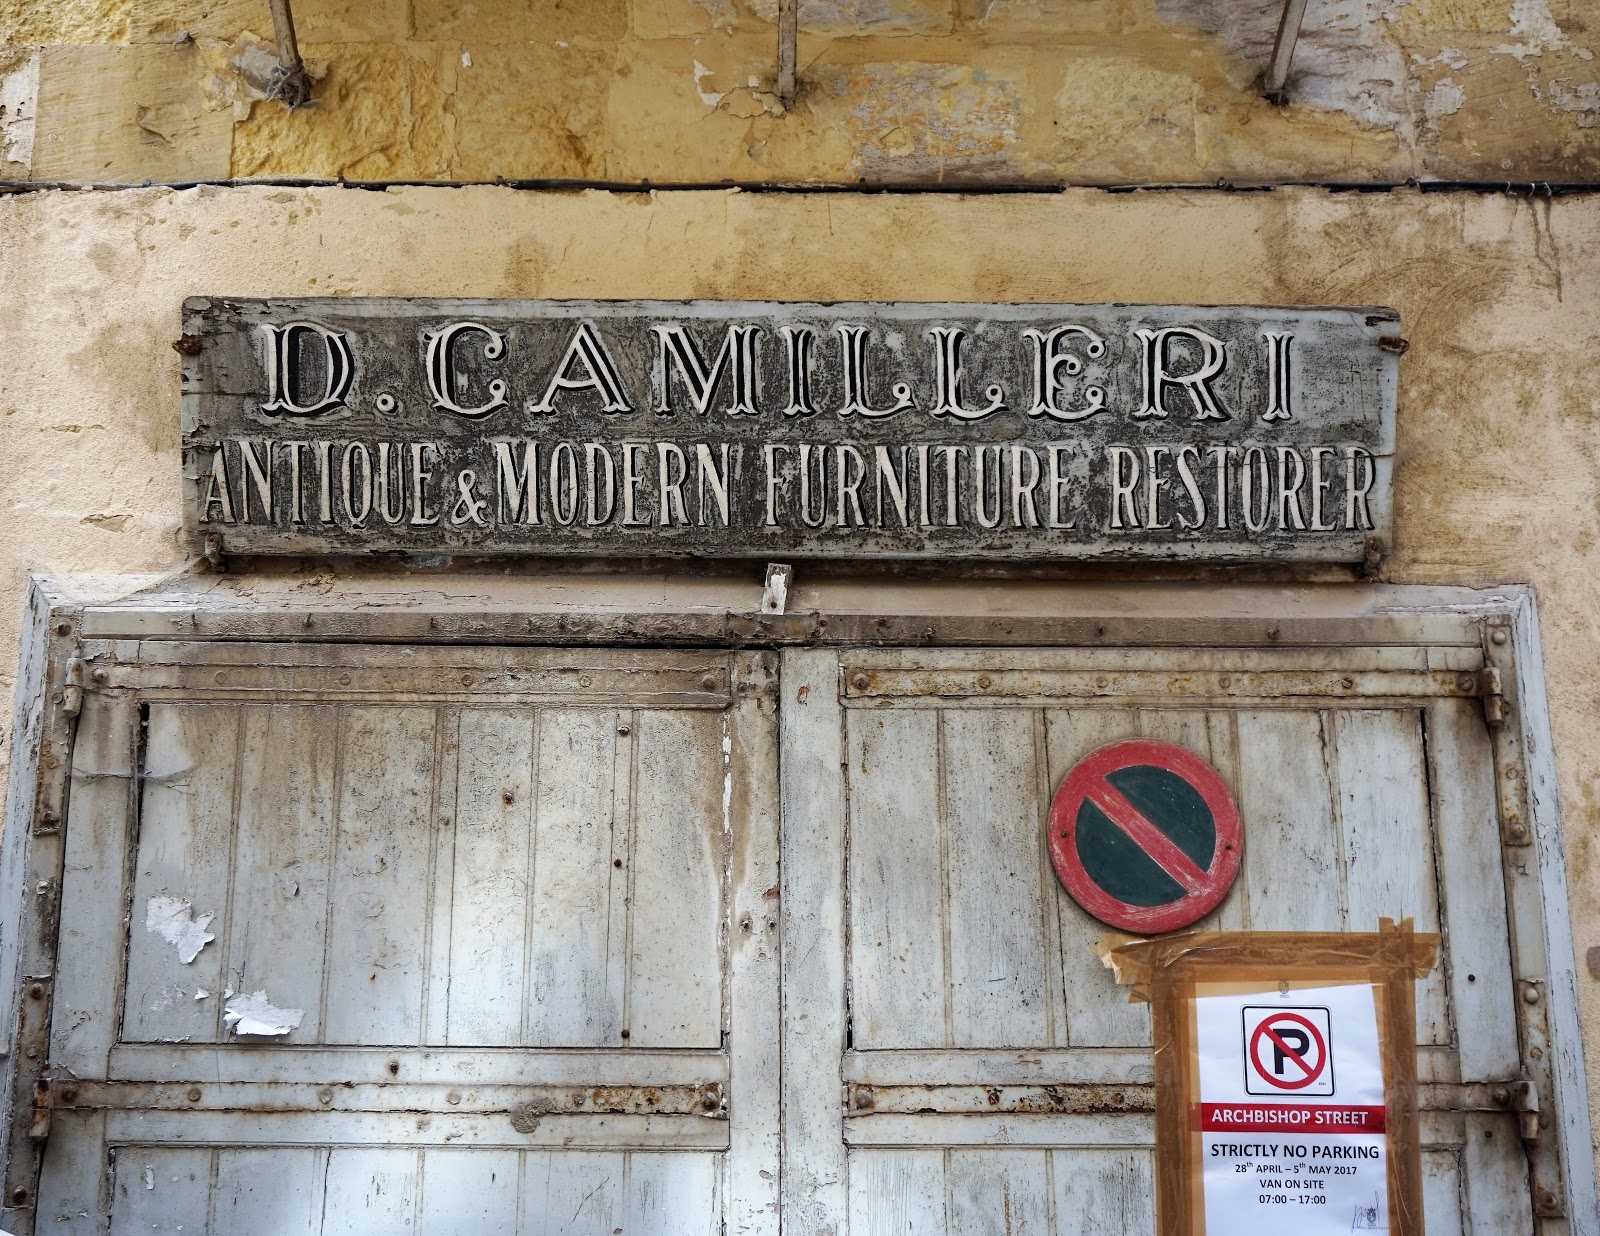 D. CAMILLERI
ANTIQUE & MODERN FURNITURE RESTORER
P
ARCHBISHOP STREET
STRICTLY NO PARKING
28th APRIL – 5th MAY 2017
VAN ON SITE
07:00 – 17:00